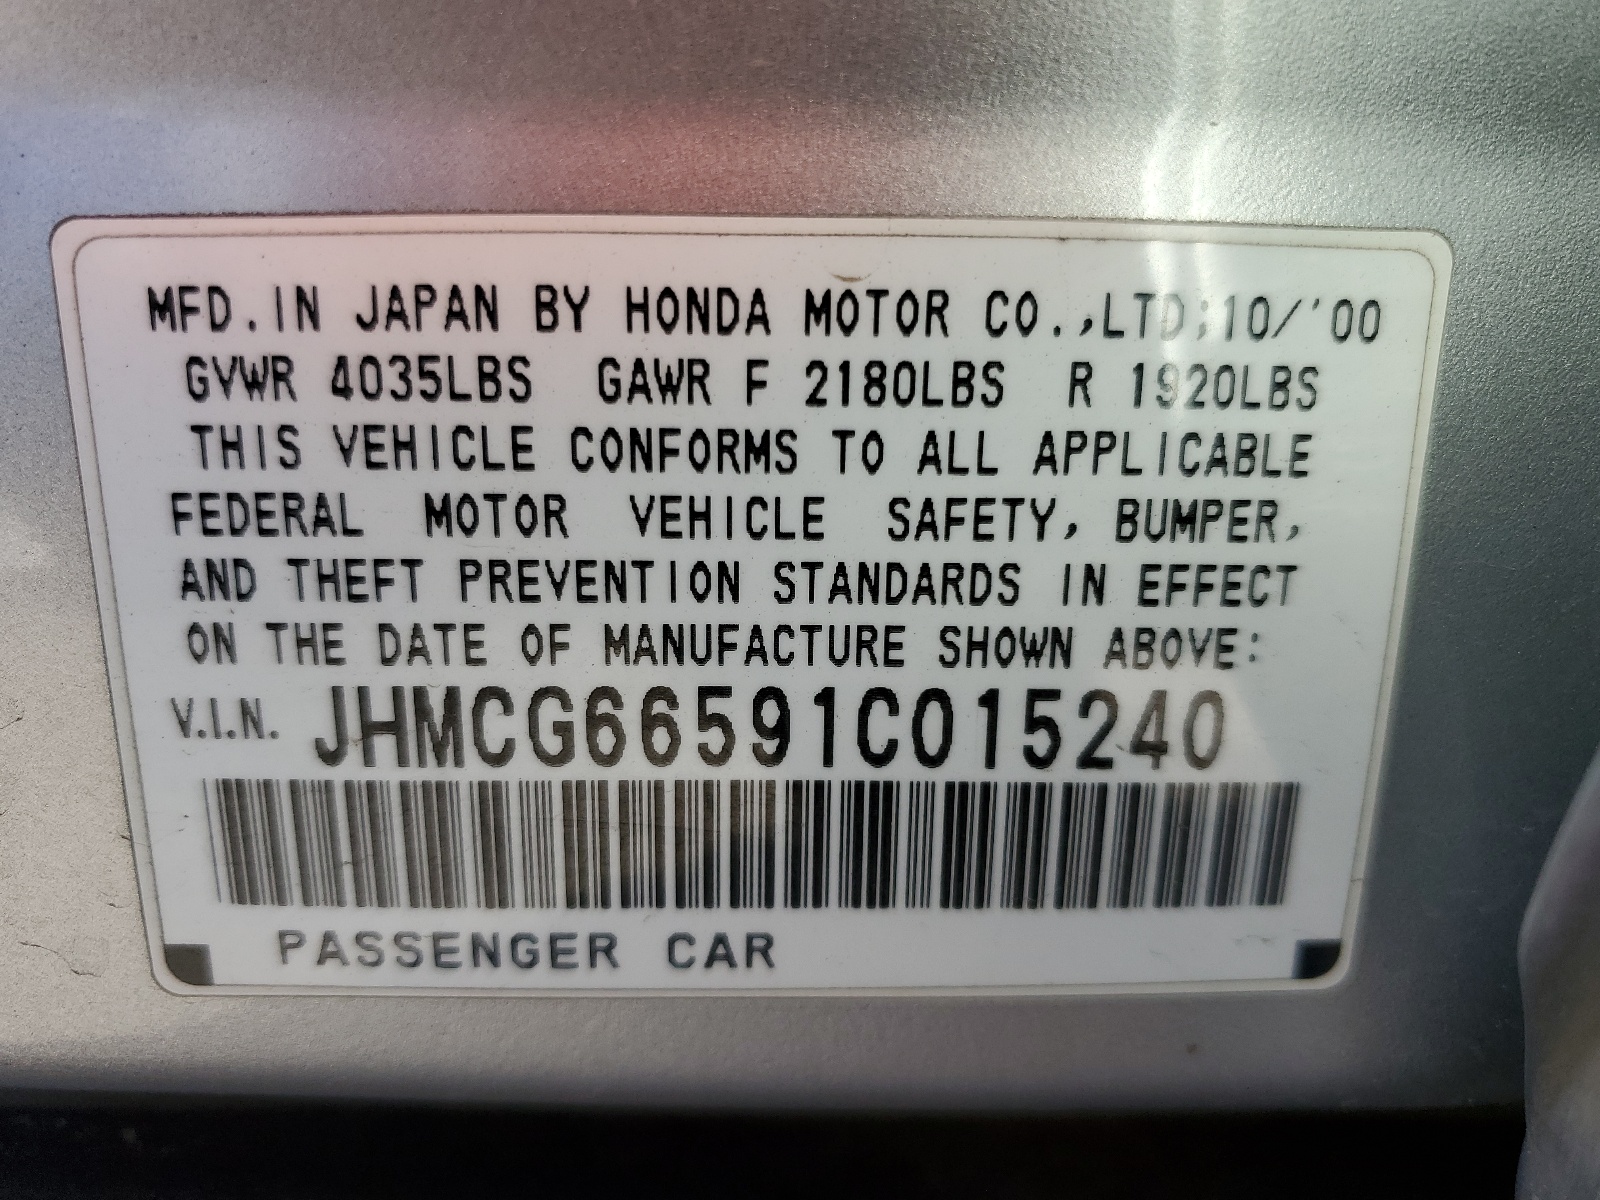 MFD.IN JAPAN BY HONDA MOTOR CO.,LTD;10/'00
GVWR 4035LBS GAWR F 2180LBS R 1920LBS
THIS VEHICLE CONFORMS TO ALL APPLICABLE
FEDERAL MOTOR VEHICLE SAFETY, BUMPER,
AND THEFT PREVENTION STANDARDS IN EFFECT
ON THE DATE OF MANUFACTURE SHOWN ABOVE:
V.I.N. JHMCG66591C015240
PASSENGER CAR